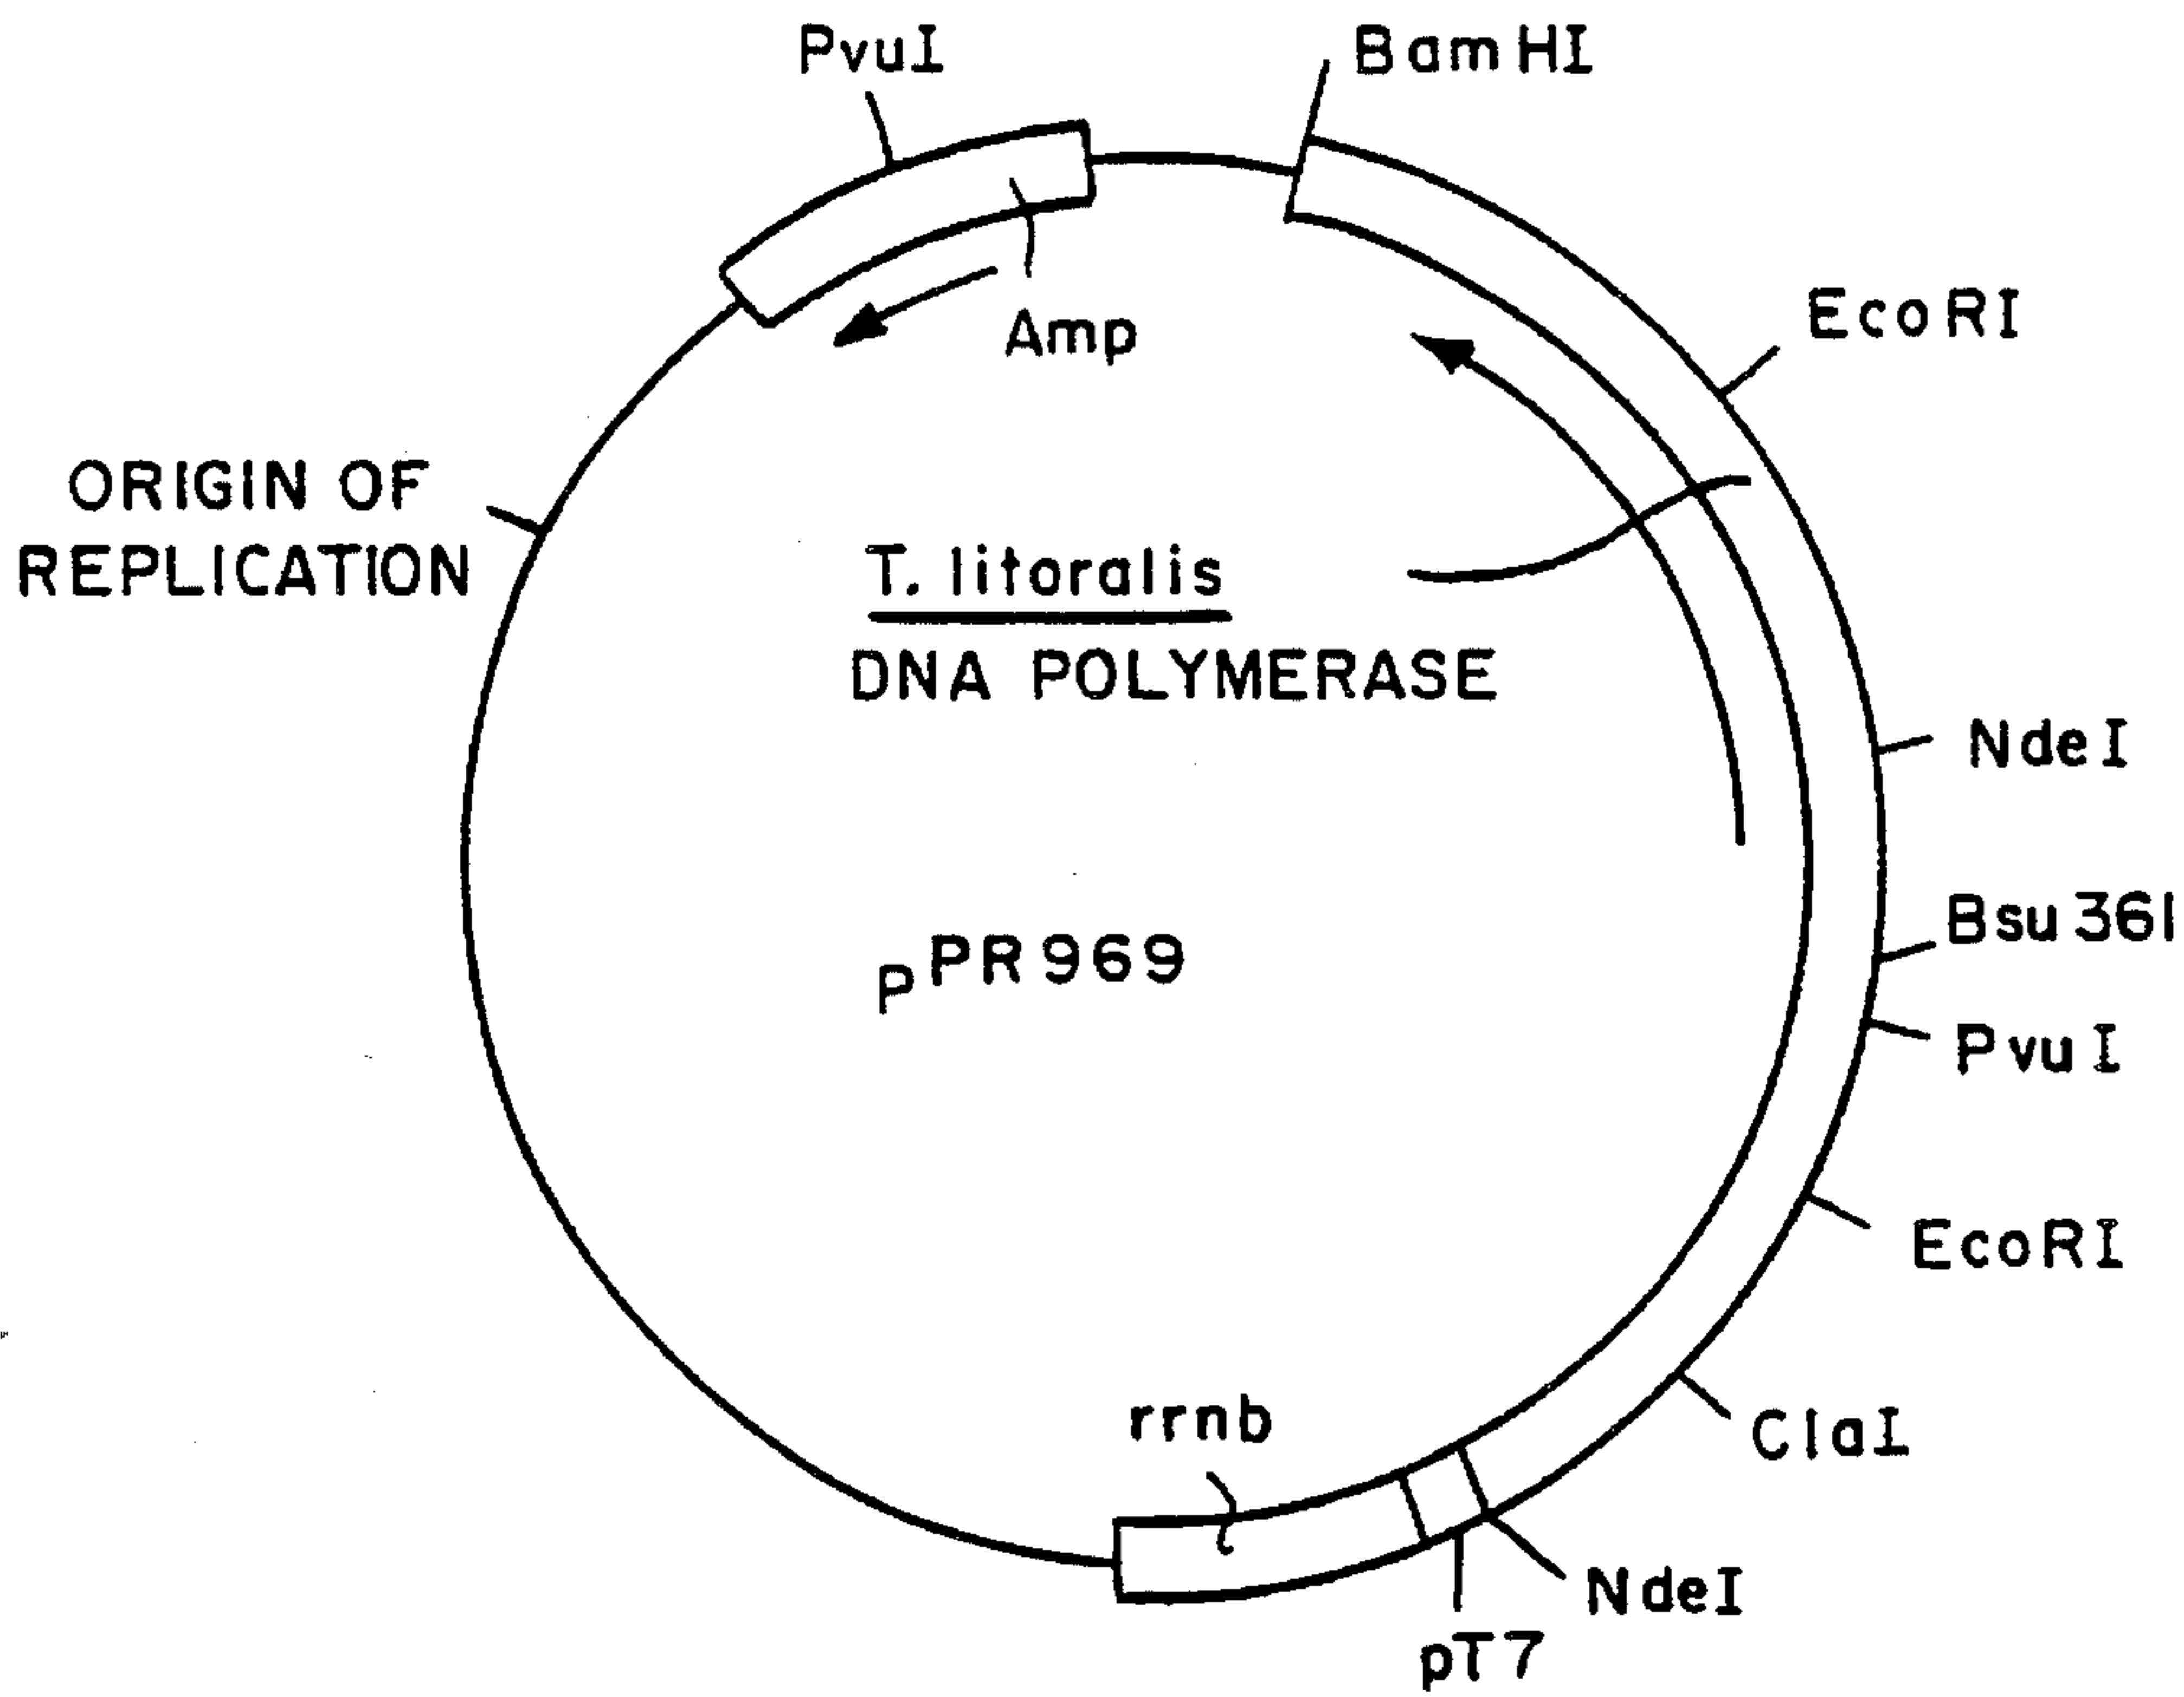 PvuI
BamHI
EcoRI
Amp
ORIGIN OF
REPLICATION
T. litoralis
DNA POLYMERASE
NdeI
Bsu36I
pPR969
PvuI
EcoRI
ClaI
rrnb
NdeI
pT7